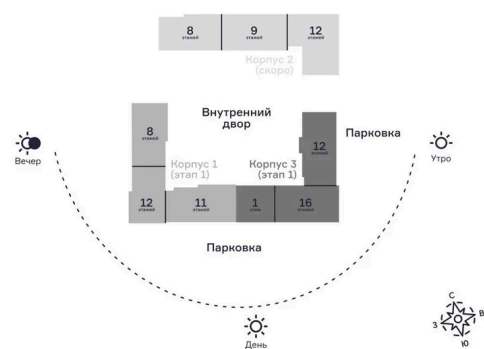 8
этажей
9
этажей
12
этажей
Корпус 2
(скоро)
Внутренний
двор
8
этажей
12
этажей
Парковка
Вечер
Утро
Корпус 1
(этап 1)
Корпус 3
(этап 1)
12
этажей
11
этажей
1
этаж
16
этажей
Парковка
День
С
В
З
Ю